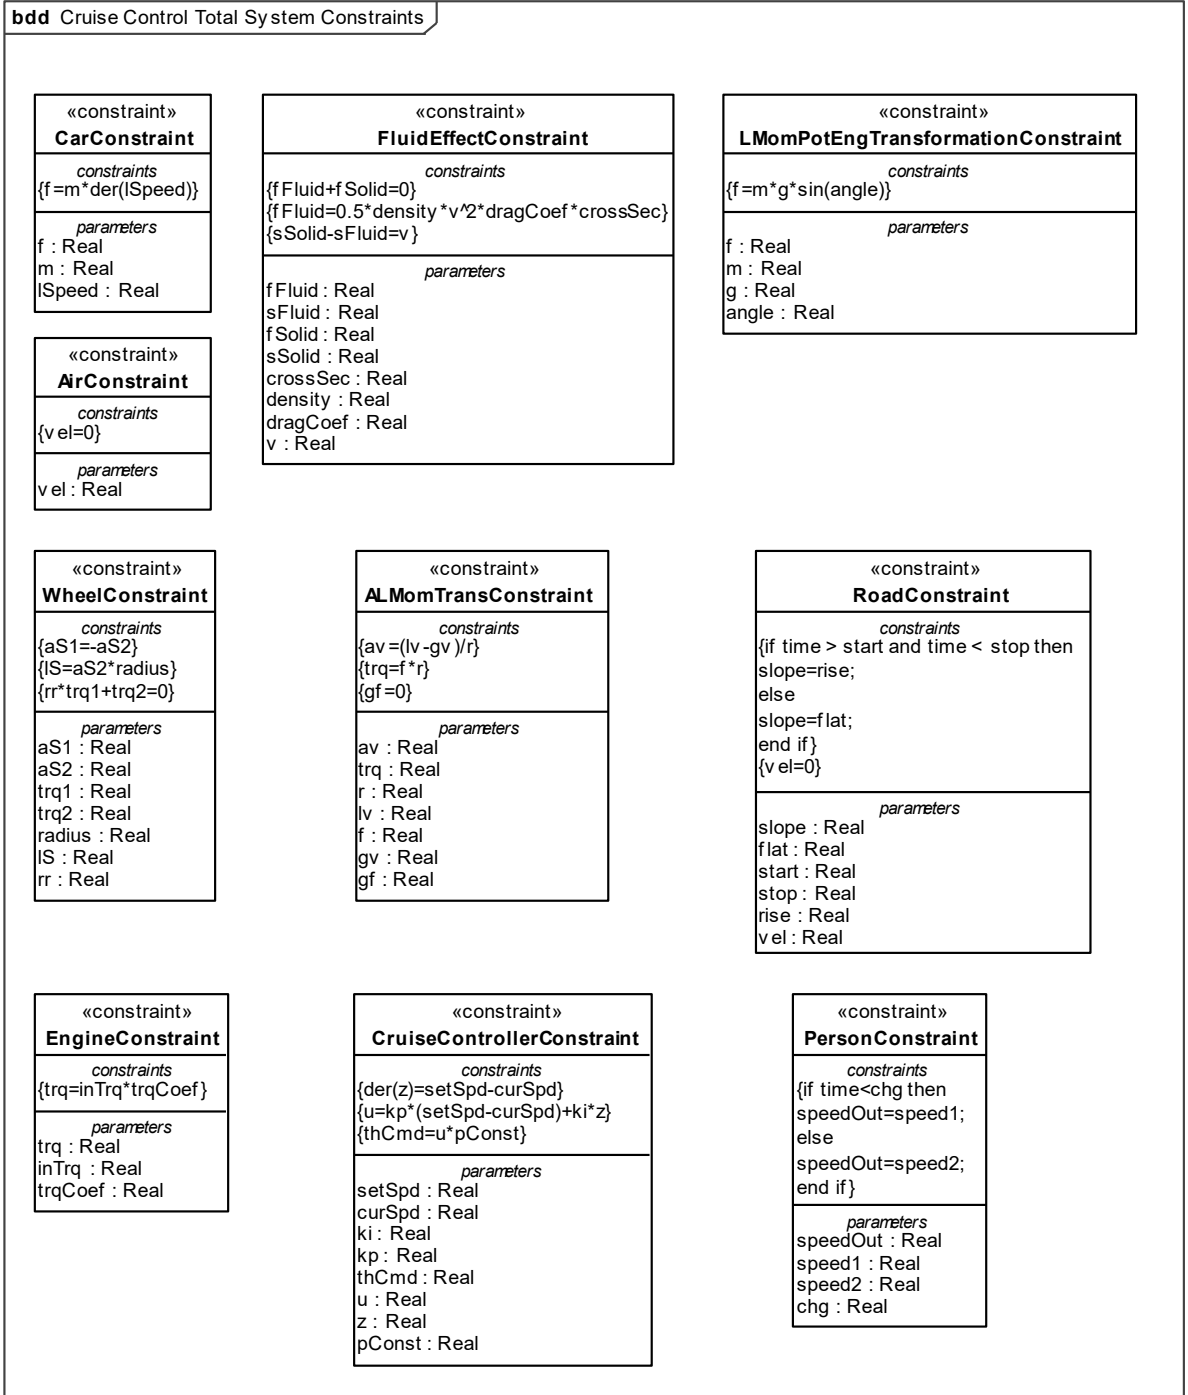 bdd Cruise Control Total System Constraints
«constraint»
CarConstraint
constraints
{f=m*der(lSpeed)}
parameters
f : Real
m : Real
lSpeed : Real
«constraint»
FluidEffectConstraint
constraints
{fFluid+fSolid=0}
{fFluid=0.5*density*v^2*dragCoef*crossSec}
{sSolid-sFluid=v}
parameters
fFluid : Real
sFluid : Real
fSolid : Real
sSolid : Real
crossSec : Real
density : Real
dragCoef : Real
v : Real
«constraint»
LMomPotEngTransformationConstraint
constraints
{f=m*g*sin(angle)}
parameters
f : Real
m : Real
g : Real
angle : Real
«constraint»
AirConstraint
constraints
{vel=0}
parameters
vel : Real
«constraint»
WheelConstraint
constraints
{aS1=-aS2}
{lS=aS2*radius}
{rr*trq1+trq2=0}
parameters
aS1 : Real
aS2 : Real
trq1 : Real
trq2 : Real
radius : Real
lS : Real
rr : Real
«constraint»
ALMomTransConstraint
constraints
{av=(lv-gv)/r}
{trq=f*r}
{gf=0}
parameters
av : Real
trq : Real
r : Real
lv : Real
f : Real
gv : Real
gf : Real
«constraint»
RoadConstraint
constraints
{if time > start and time < stop then
slope=rise;
else
slope=flat;
end if}
{vel=0}
parameters
slope : Real
flat : Real
start : Real
stop : Real
rise : Real
vel : Real
«constraint»
EngineConstraint
constraints
{trq=inTrq*trqCoef}
parameters
trq : Real
inTrq : Real
trqCoef : Real
«constraint»
CruiseControllerConstraint
constraints
{der(z)=setSpd-curSpd}
{u=kp*(setSpd-curSpd)+ki*z}
{thCmd=u*pConst}
parameters
setSpd : Real
curSpd : Real
ki : Real
kp : Real
thCmd : Real
u : Real
z : Real
pConst : Real
«constraint»
PersonConstraint
constraints
{if time<chg then
speedOut=speed1;
else
speedOut=speed2;
end if}
parameters
speedOut : Real
speed1 : Real
speed2 : Real
chg : Real